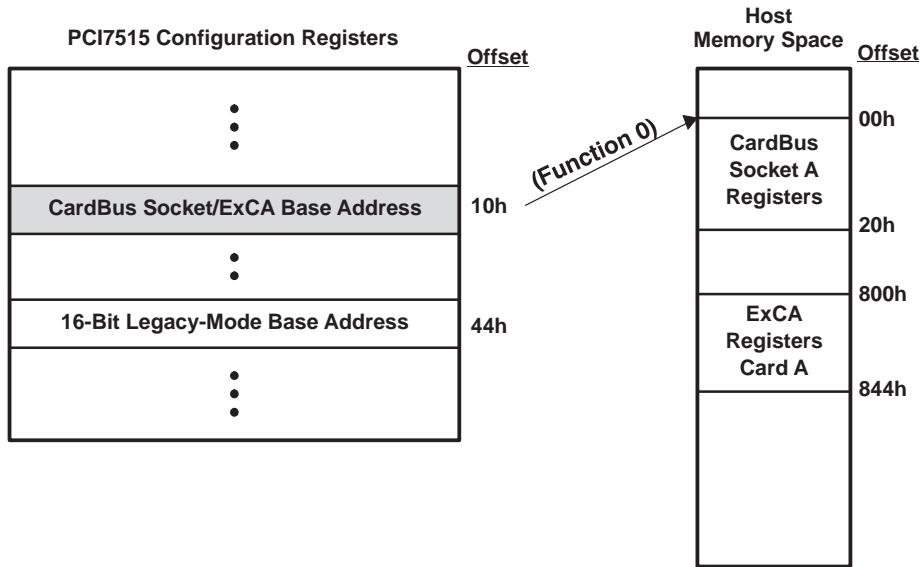 PCI7515 Configuration Registers
Offset
CardBus Socket/ExCA Base Address
10h
16-Bit Legacy-Mode Base Address
44h
(Function 0)
Host
Memory Space
Offset
00h
CardBus
Socket A
Registers
20h
800h
ExCA
Registers
Card A
844h